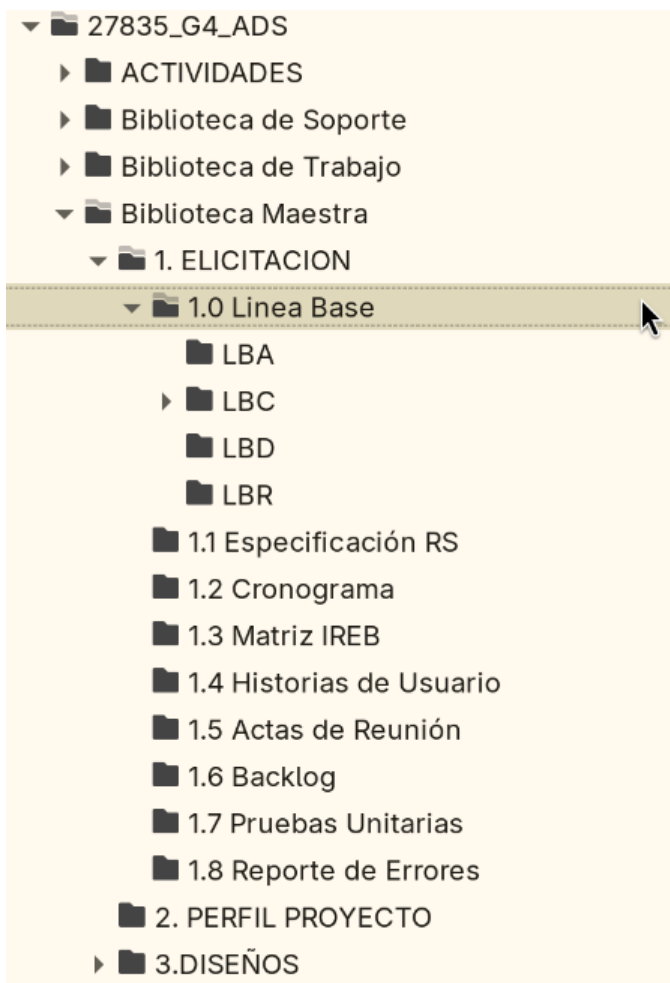 27835_G4_ADS
ACTIVIDADES
Biblioteca de Soporte
Biblioteca de Trabajo
Biblioteca Maestra
1. ELICITACION
1.0 Linea Base
LBA
LBC
LBD
LBR
1.1 Especificación RS
1.2 Cronograma
1.3 Matriz IREB
1.4 Historias de Usuario
1.5 Actas de Reunión
1.6 Backlog
1.7 Pruebas Unitarias
1.8 Reporte de Errores
2. PERFIL PROYECTO
3.DISEÑOS